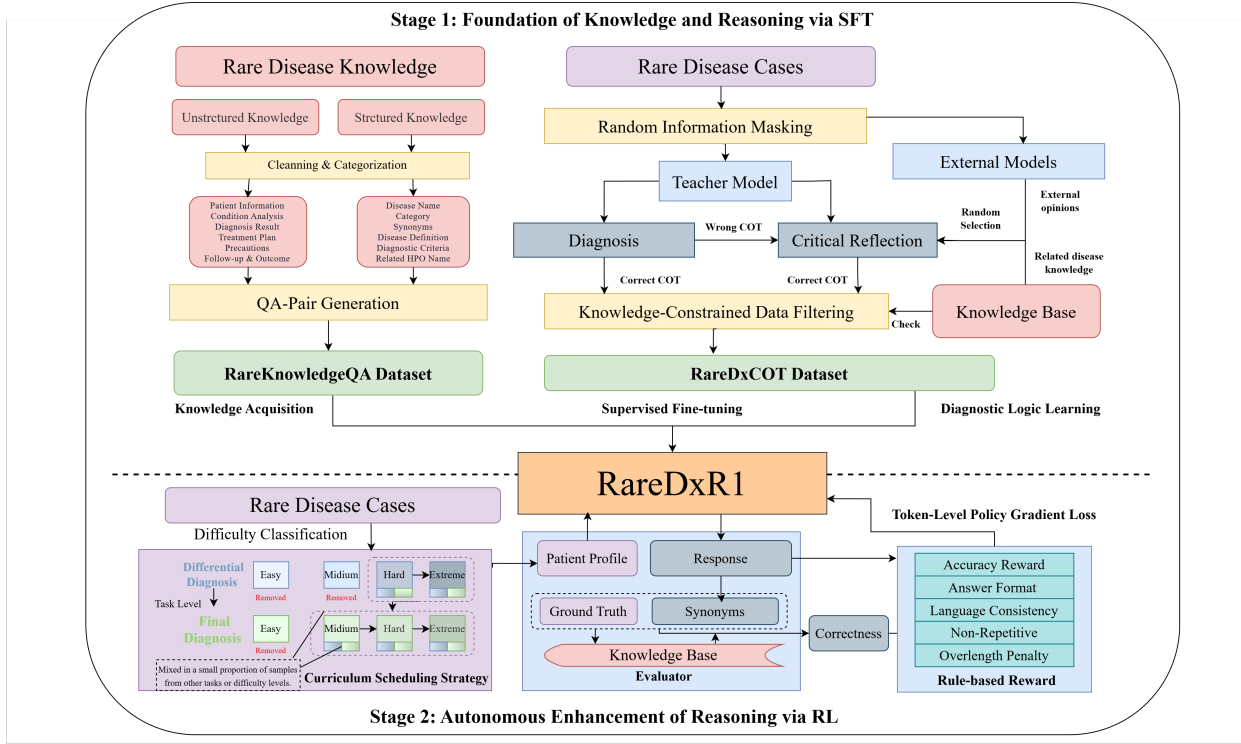 Stage 1: Foundation of Knowledge and Reasoning via SFT
Rare Disease Knowledge
Unstrctured Knowledge
Strctured Knowledge
Cleanning & Categorization
Patient Information
Condition Analysis
Diagnosis Result
Treatment Plan
Precautions
Follow-up & Outcome
Disease Name
Category
Synonyms
Disease Definition
Diagnostic Criteria
Related HPO Name
QA-Pair Generation
RareKnowledgeQA Dataset
Rare Disease Cases
Random Information Masking
Teacher Model
External Models
External
opinions
Random
Selection
Diagnosis
Wrong COT
Critical Reflection
Related disease
knowledge
Correct COT
Correct COT
Knowledge-Constrained Data Filtering
Check
Knowledge Base
RareDxCOT Dataset
Knowledge Acquisition
Supervised Fine-tuning
Diagnostic Logic Learning
RareDxR1
Rare Disease Cases
Difficulty Classification
Differential
Diagnosis
Easy
Removed
Midium
Removed
Hard
Extreme
Task Level
Final
Diagnosis
Easy
Removed
Midium
Hard
Extreme
Mixed in a small proportion of samples
from other tasks or difficulty levels.
Curriculum Scheduling Strategy
Patient Profile
Response
Ground Truth
Synonyms
Knowledge Base
Evaluator
Correctness
Token-Level Policy Gradient Loss
Accuracy Reward
Answer Format
Language Consistency
Non-Repetitive
Overlength Penalty
Rule-based Reward
Stage 2: Autonomous Enhancement of Reasoning via RL